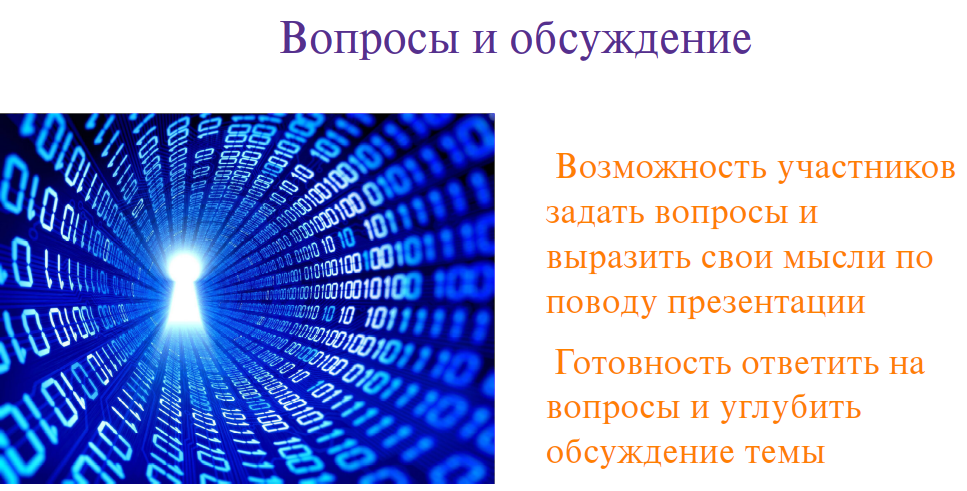 Вопросы и обсуждение
Возможность участников
задать вопросы и
выразить свои мысли по
поводу презентации
Готовность ответить на
вопросы и углубить
обсуждение темы